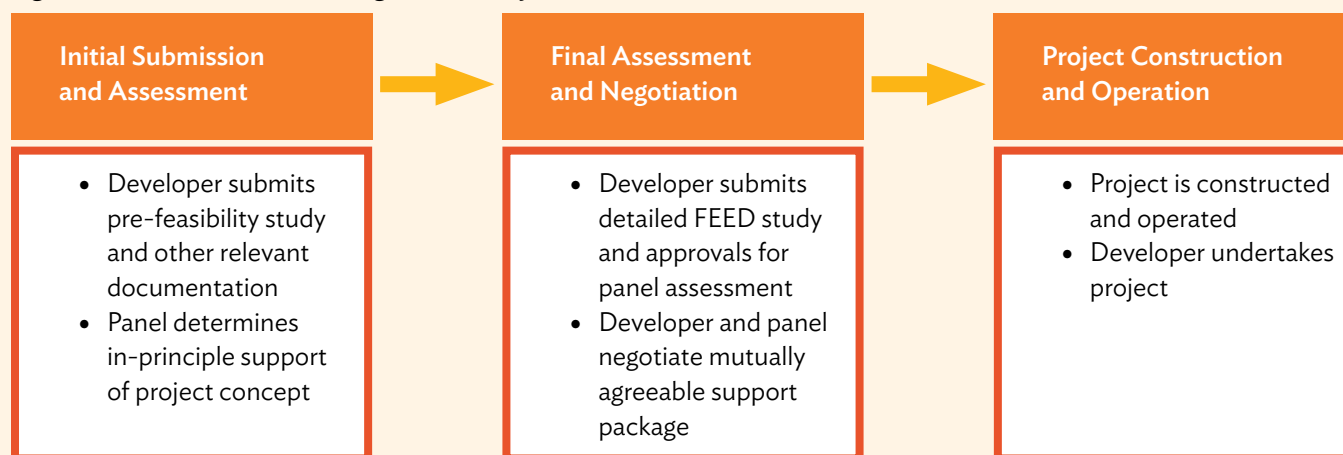 Initial Submission
and Assessment
• Developer submits
pre-feasibility study
and other relevant
documentation
• Panel determines
in-principle support
of project concept
Final Assessment
and Negotiation
• Developer submits
detailed FEED study
and approvals for
panel assessment
• Developer and panel
negotiate mutually
agreeable support
package
Project Construction
and Operation
• Project is constructed
and operated
• Developer undertakes
project